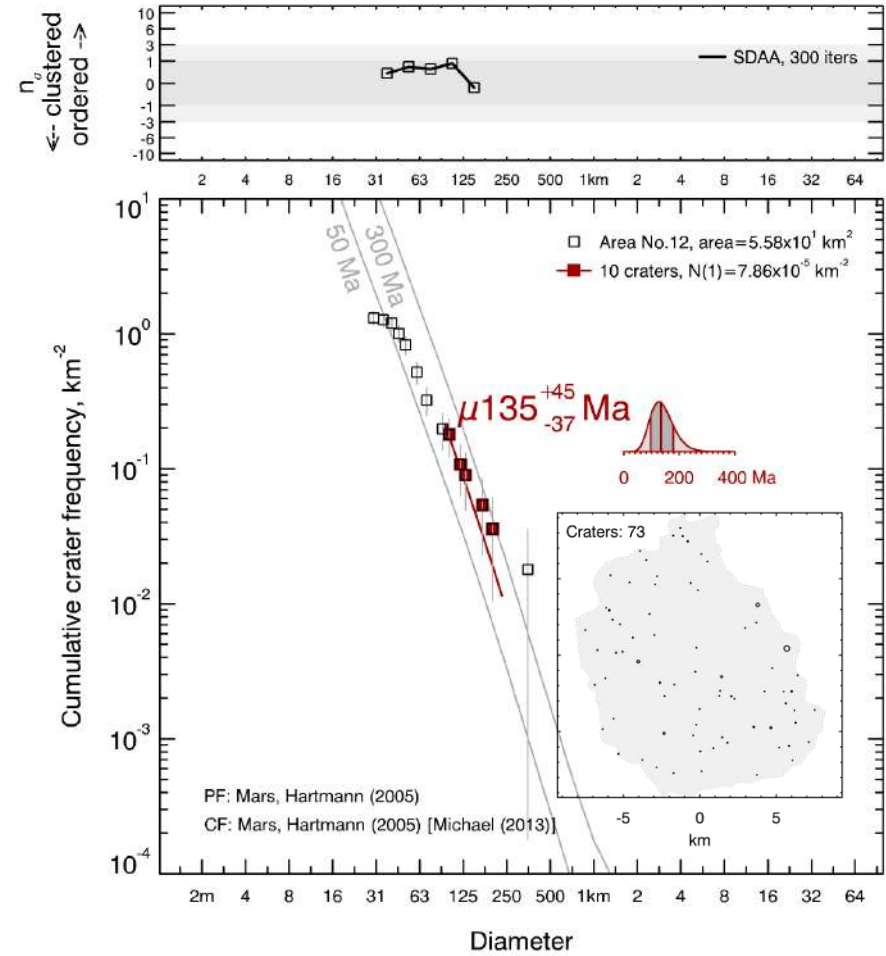 10
6
3
1
0
-1
-3
-6
-10
n_σ
<-- clustered
ordered -->
SDAA, 300 iters
2 4 8 16 31 63 125 250 500 1km 2 4 8 16 32 64
10^1
10^0
10^-1
10^-2
10^-3
10^-4
Cumulative crater frequency, km^-2
50 Ma
300 Ma
Area No.12, area=5.58x10^1 km^2
10 craters, N(1)=7.86x10^-5 km^-2
μ135 +45 -37 Ma
0 200 400 Ma
Craters: 73
-5 0 5
km
PF: Mars, Hartmann (2005)
CF: Mars, Hartmann (2005) [Michael (2013)]
2m 4 8 16 31 63 125 250 500 1km 2 4 8 16 32 64
Diameter